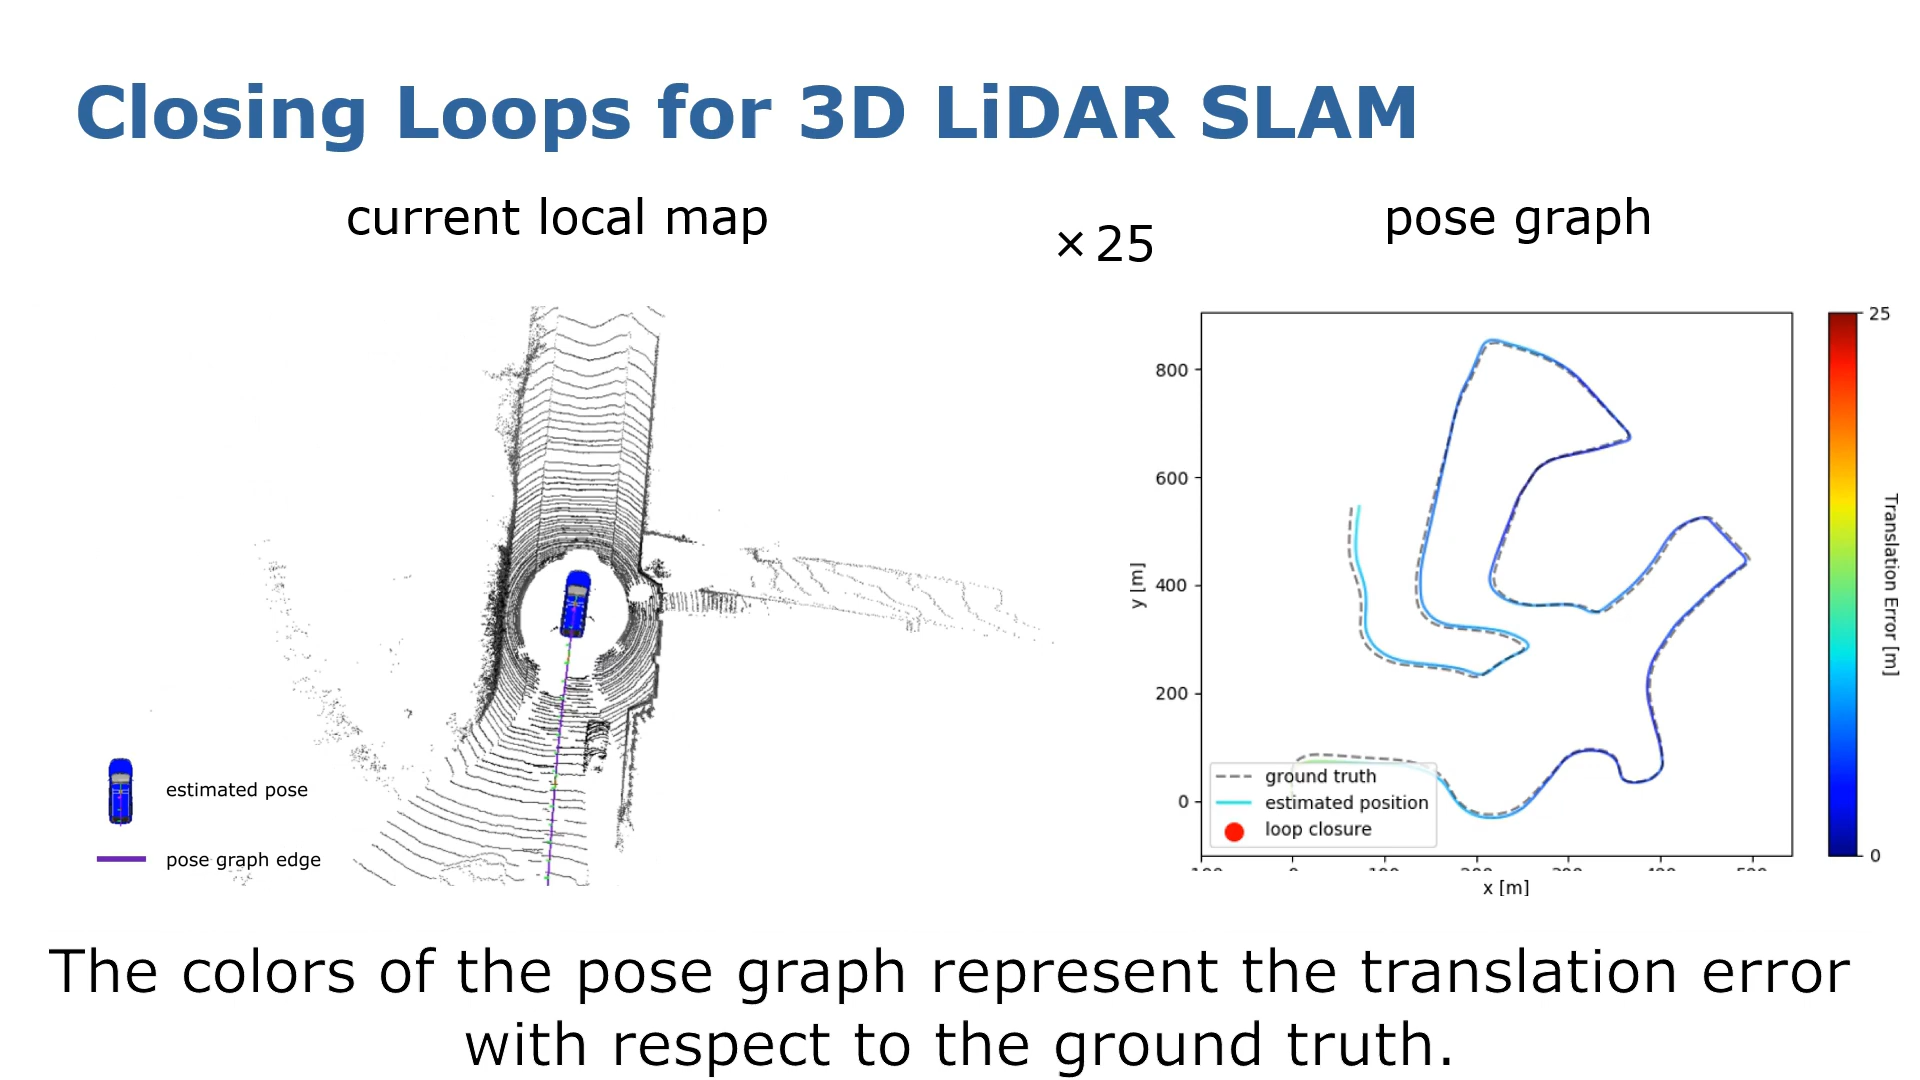 Closing Loops for 3D LiDAR SLAM
current local map
×25
pose graph
estimated pose
pose graph edge
800
600
400
200
0
y [m]
ground truth
estimated position
loop closure
x [m]
25
0
Translation Error [m]
The colors of the pose graph represent the translation error
with respect to the ground truth.